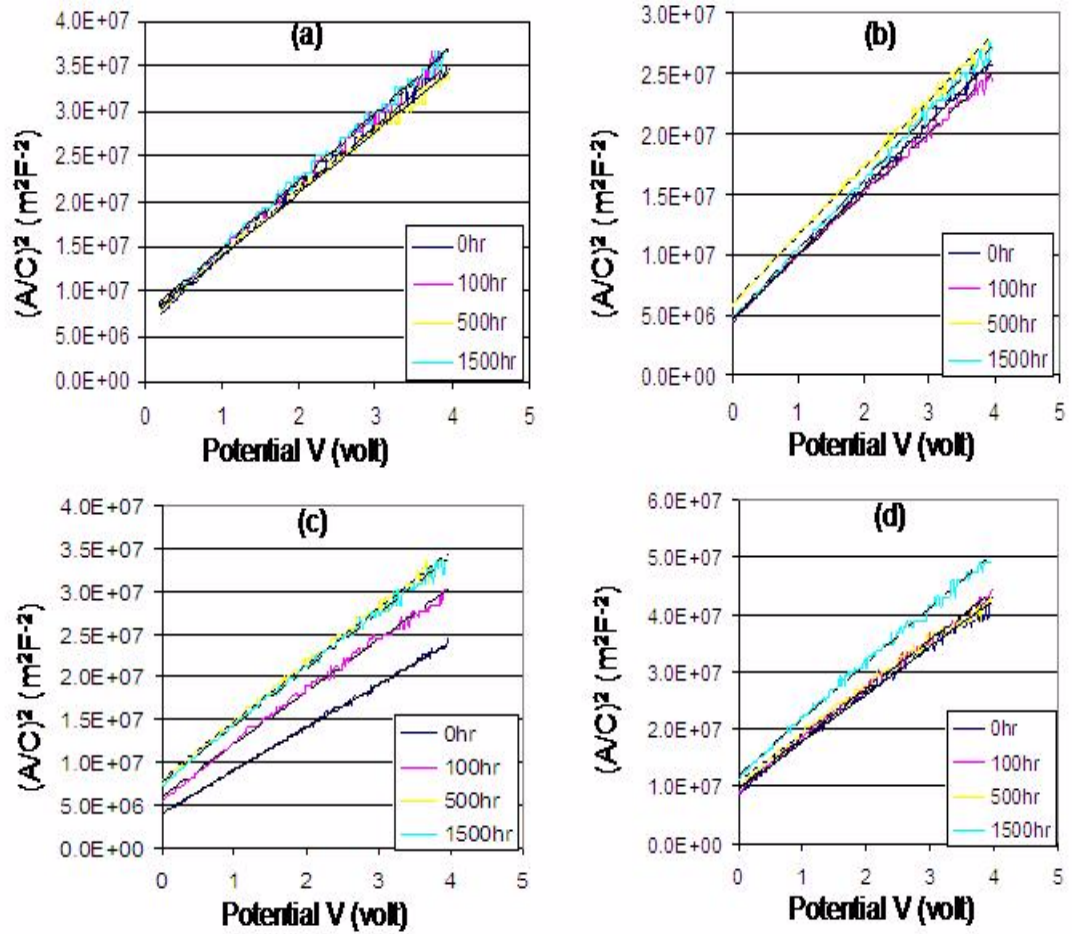 (a)
(A/C)² (m²F⁻²)
4.0E+07
3.5E+07
3.0E+07
2.5E+07
2.0E+07
1.5E+07
1.0E+07
5.0E+06
0.0E+00
0hr
100hr
500hr
1500hr
0 1 2 3 4 5
Potential V (volt)
(b)
(A/C)² (m²F⁻²)
3.0E+07
2.5E+07
2.0E+07
1.5E+07
1.0E+07
5.0E+06
0.0E+00
0hr
100hr
500hr
1500hr
0 1 2 3 4 5
Potential V (volt)
(c)
(A/C)² (m²F⁻²)
4.0E+07
3.5E+07
3.0E+07
2.5E+07
2.0E+07
1.5E+07
1.0E+07
5.0E+06
0.0E+00
0hr
100hr
500hr
1500hr
0 1 2 3 4 5
Potential V (volt)
(d)
(A/C)² (m²F⁻²)
6.0E+07
5.0E+07
4.0E+07
3.0E+07
2.0E+07
1.0E+07
0.0E+00
0hr
100hr
500hr
1500hr
0 1 2 3 4 5
Potential V (volt)